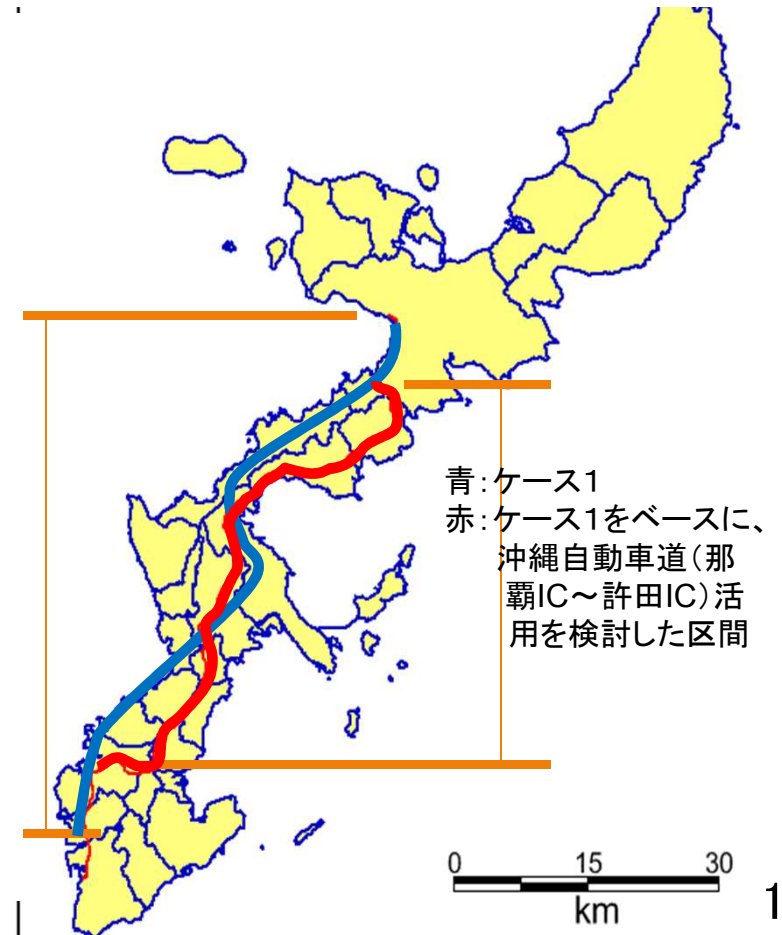 青：ケース1
赤：ケース1をベースに、
沖縄自動車道（那
覇IC～許田IC）活
用を検討した区間
0 15 30
km
1